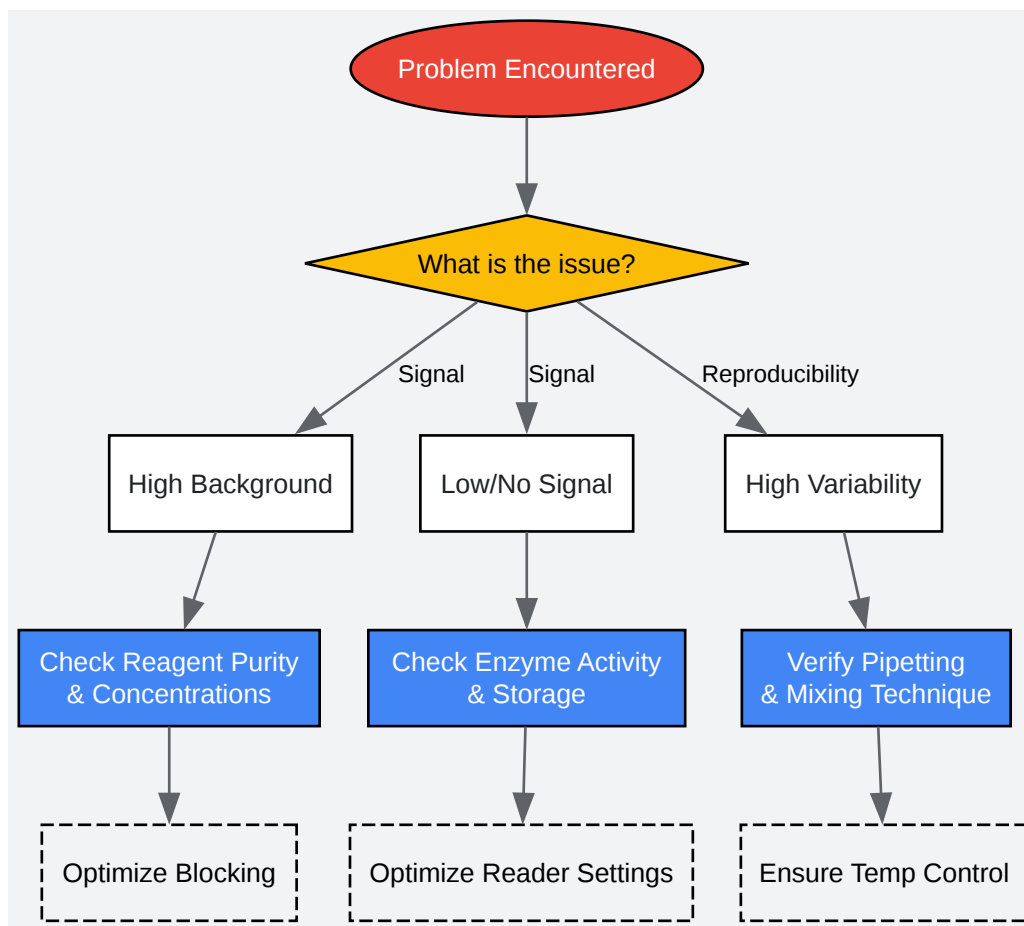 Problem Encountered
What is the issue?
Signal
Signal
Reproducibility
High Background
Low/No Signal
High Variability
Check Reagent Purity
& Concentrations
Check Enzyme Activity
& Storage
Verify Pipetting
& Mixing Technique
Optimize Blocking
Optimize Reader Settings
Ensure Temp Control